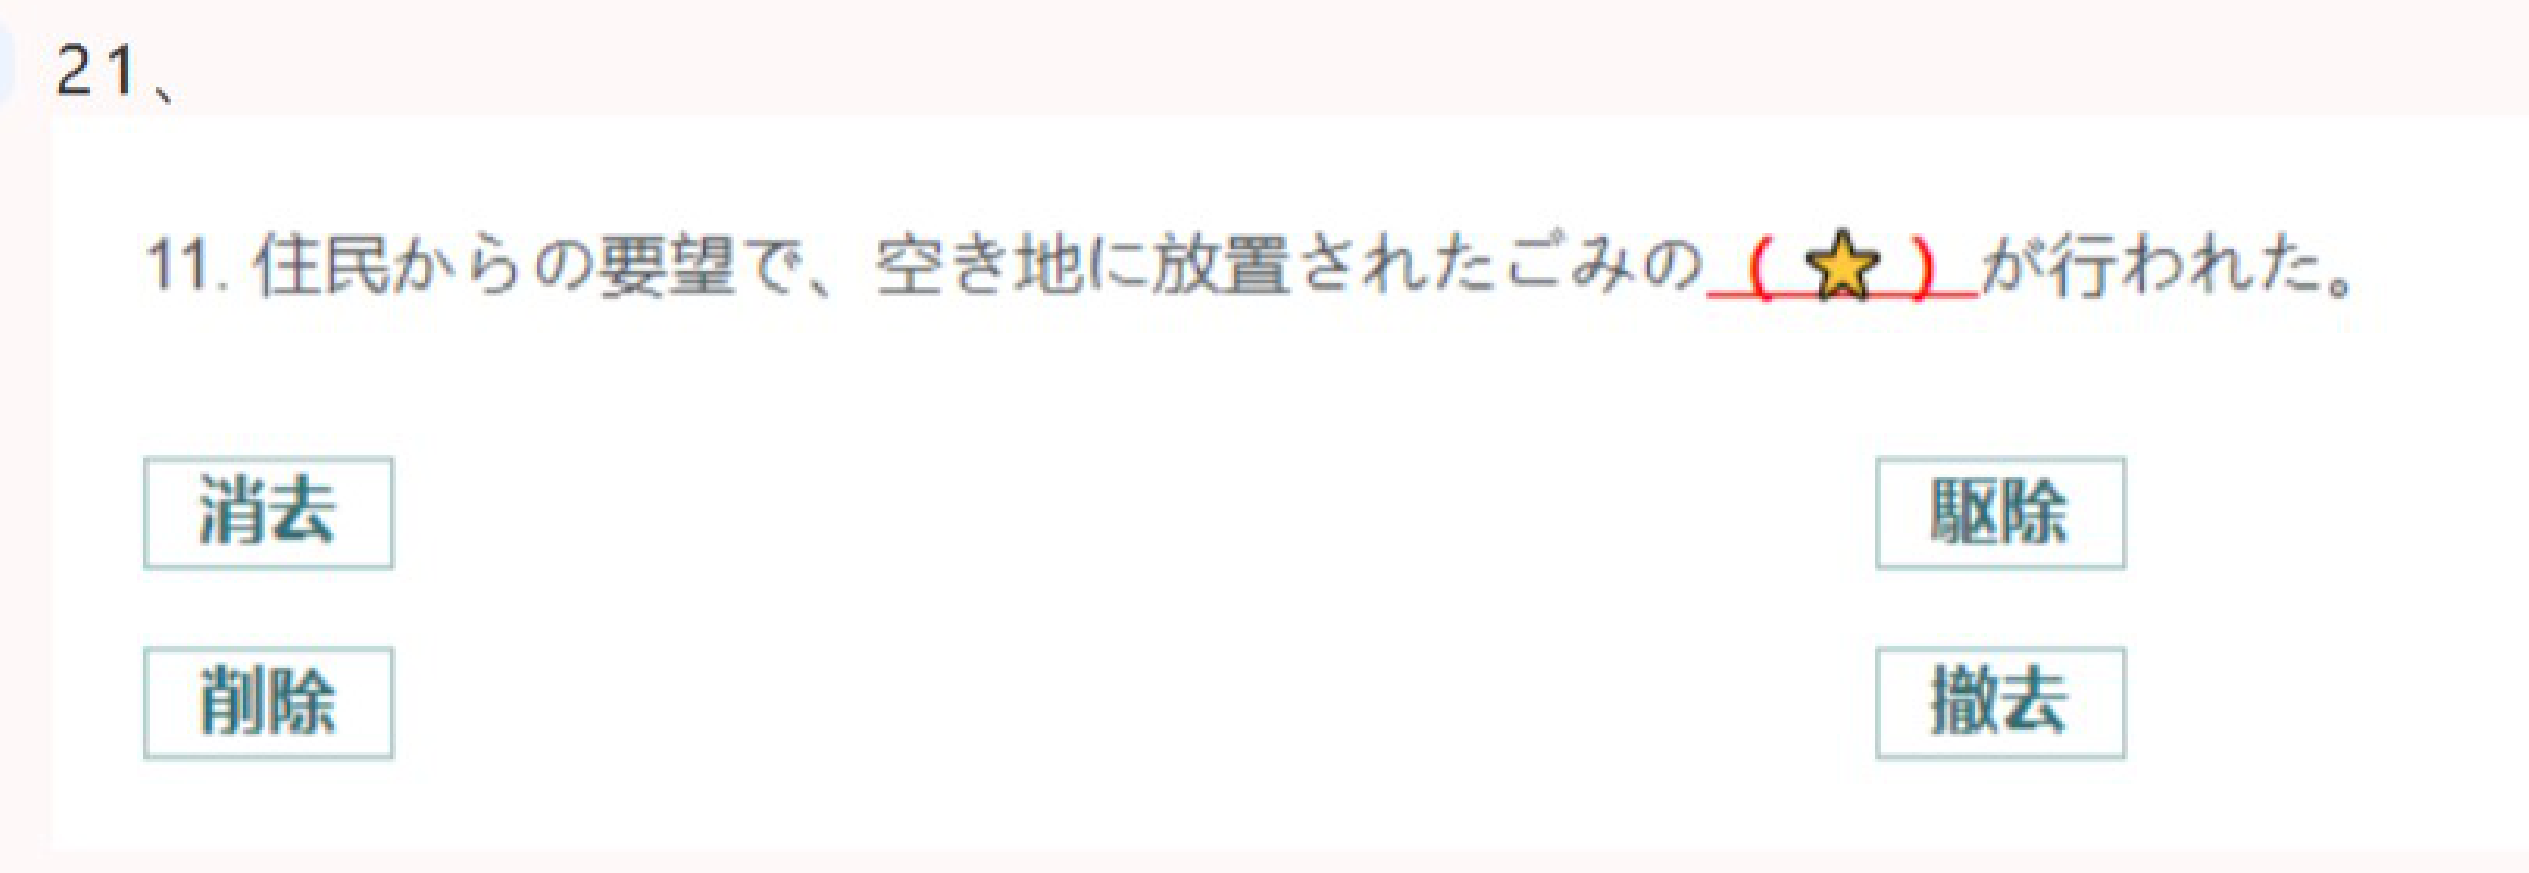 21、
11. 住民からの要望で、空き地に放置されたごみの ( ★ ) が行われた。
消去 駆除
削除 撤去